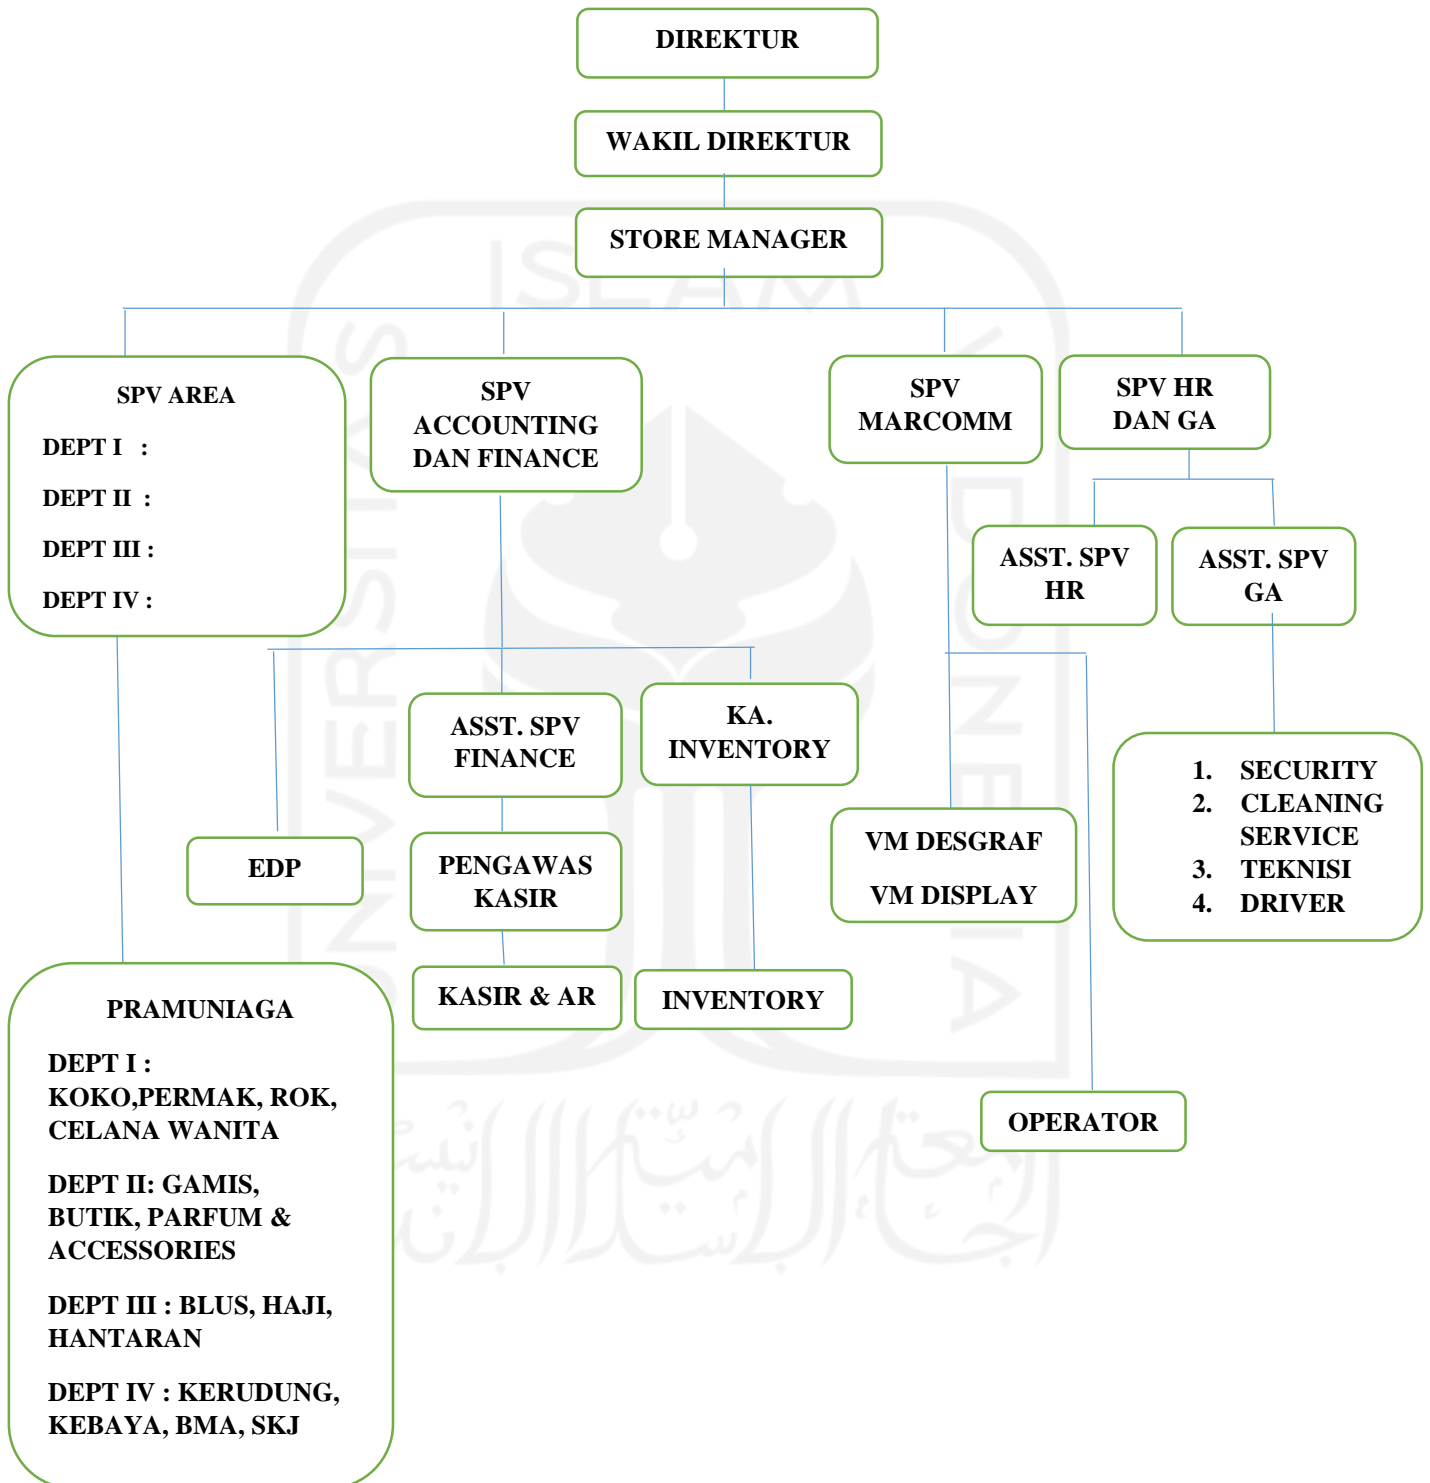 DIREKTUR
WAKIL DIREKTUR
STORE MANAGER
SPV AREA
DEPT I :
DEPT II :
DEPT III :
DEPT IV :
SPV
ACCOUNTING
DAN FINANCE
SPV
MARCOMM
SPV HR
DAN GA
ASST. SPV
HR
ASST. SPV
GA
ASST. SPV
FINANCE
KA.
INVENTORY
1. SECURITY
2. CLEANING
SERVICE
3. TEKNISI
4. DRIVER
EDP
PENGAWAS
KASIR
VM DESGRAF
VM DISPLAY
KASIR & AR
INVENTORY
PRAMUNIAGA
DEPT I :
KOKO,PERMAK, ROK,
CELANA WANITA
DEPT II: GAMIS,
BUTIK, PARFUM &
ACCESSORIES
DEPT III : BLUS, HAJI,
HANTARAN
DEPT IV : KERUDUNG,
KEBAYA, BMA, SKJ
OPERATOR
UNIVERSITAS
ISLAM
INDONESIA